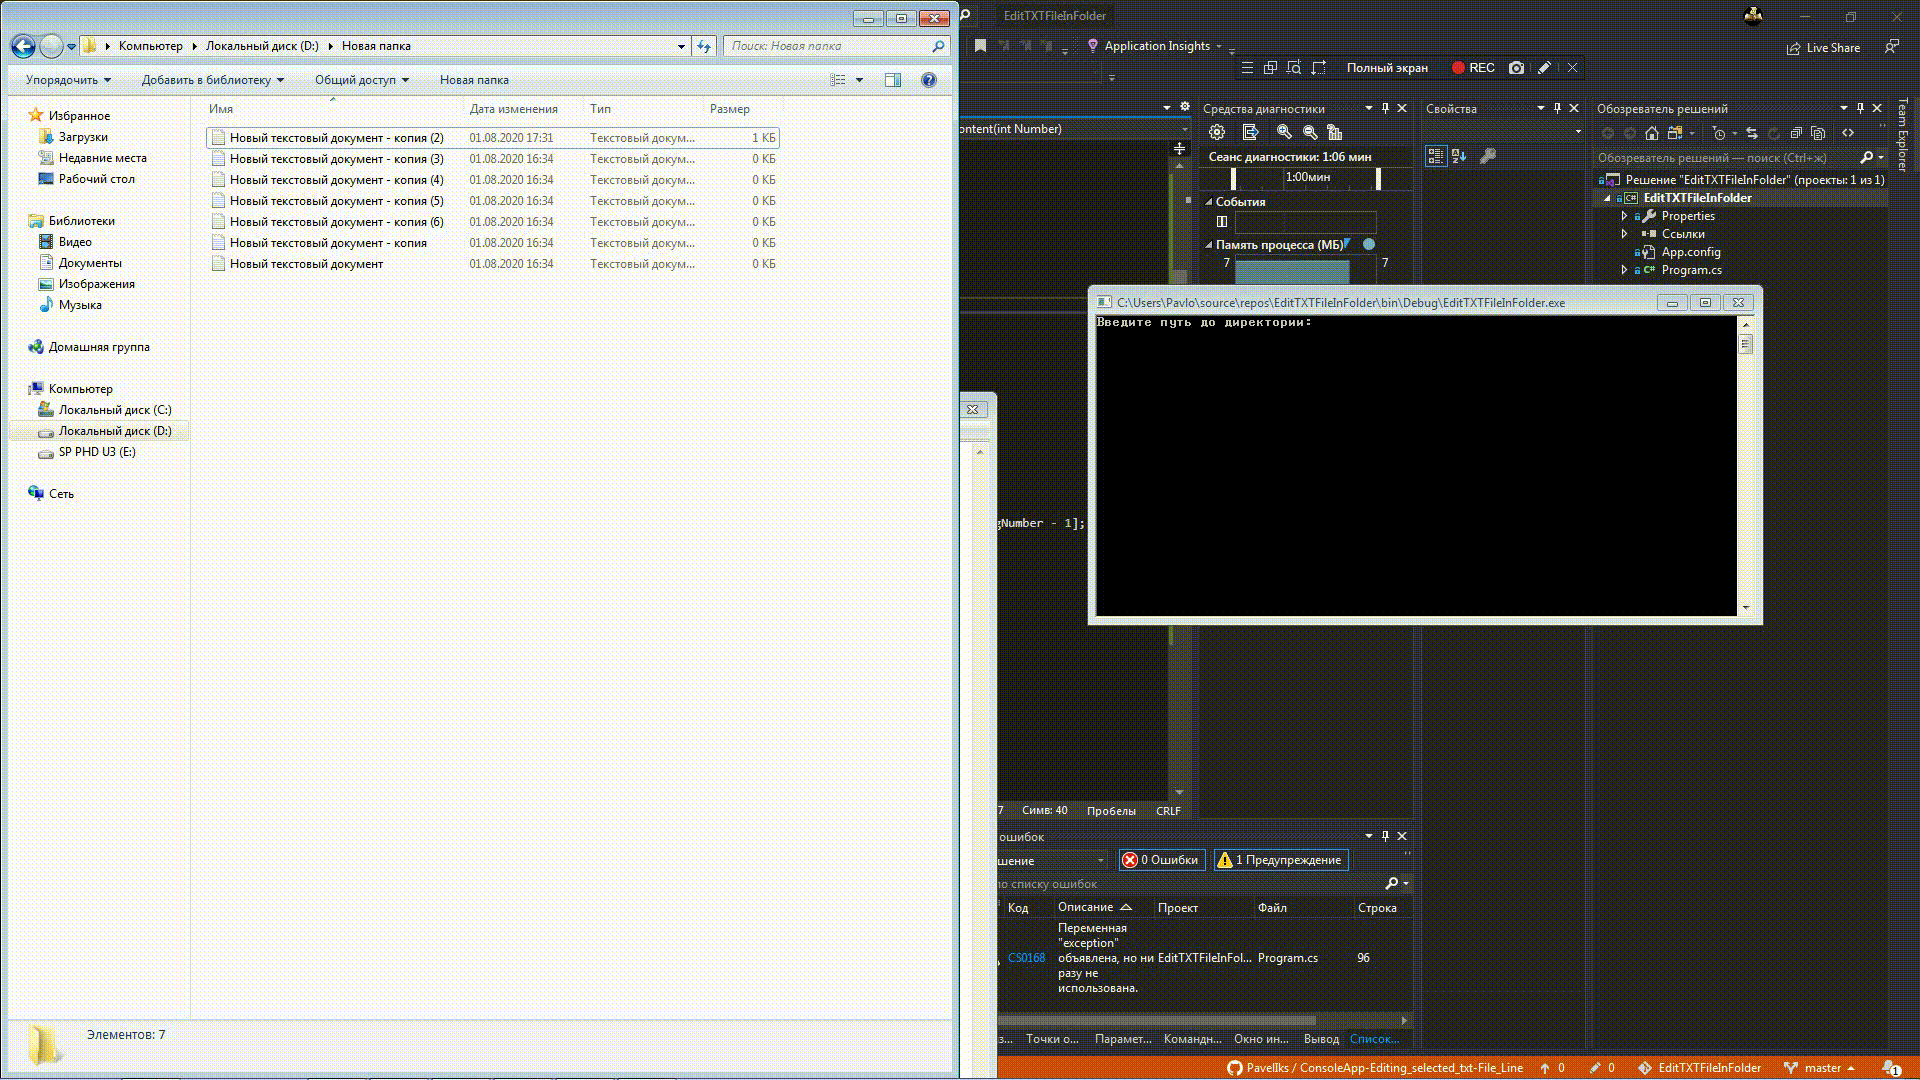 Компьютер
Локальный диск (D:)
Новая папка
Поиск: Новая папка
Упорядочить
Добавить в библиотеку
Общий доступ
Новая папка
Избранное
Загрузки
Недавние места
Рабочий стол
Библиотеки
Видео
Документы
Изображения
Музыка
Домашняя группа
Компьютер
Локальный диск (C:)
Локальный диск (D:)
SP PHD U3 (E:)
Сеть
Имя Дата изменения Тип Размер
Новый текстовый документ - копия (2) 01.08.2020 17:31 Текстовый докум... 1 КБ
Новый текстовый документ - копия (3) 01.08.2020 16:34 Текстовый докум... 0 КБ
Новый текстовый документ - копия (4) 01.08.2020 16:34 Текстовый докум... 0 КБ
Новый текстовый документ - копия (5) 01.08.2020 16:34 Текстовый докум... 0 КБ
Новый текстовый документ - копия (6) 01.08.2020 16:34 Текстовый докум... 0 КБ
Новый текстовый документ - копия 01.08.2020 16:34 Текстовый докум... 0 КБ
Новый текстовый документ 01.08.2020 16:34 Текстовый докум... 0 КБ
Элементов: 7
EditTXTFileInFolder
Application Insights
Live Share
Полный экран
REC
ontent(int Number)
Средства диагностики
Сеанс диагностики: 1:06 мин
1:00мин
События
Память процесса (МБ)
7 7
Свойства
Обозреватель решений
Обозреватель решений — поиск (Ctrl+ж)
Решение "EditTXTFileInFolder" (проекты: 1 из 1)
EditTXTFileInFolder
Properties
Ссылки
App.config
Program.cs
Team Explorer
C:\Users\Pavlo\source\repos\EditTXTFileInFolder\bin\Debug\EditTXTFileInFolder.exe
Введите путь до директории:
gNumber - 1];
7 Симв: 40 Пробелы CRLF
ошибок
шение
0 Ошибки
1 Предупреждение
по списку ошибок
Код Описание Проект Файл Строка
CS0168
Переменная
"exception"
объявлена, но ни EditTXTFileInFol... Program.cs 96
разу не
использована.
з... Точки о... Парамет... Командн... Окно ин... Вывод Список...
PavelIks / ConsoleApp-Editing_selected_txt-File_Line 0 0 EditTXTFileInFolder master 1